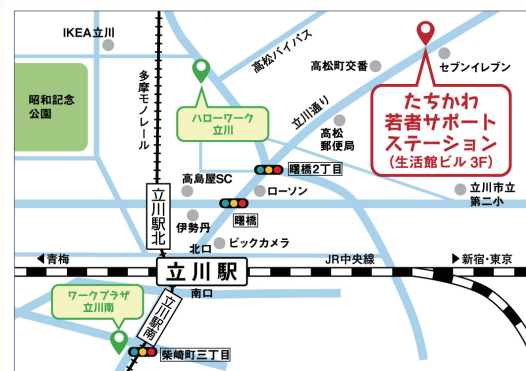 IKEA立川
昭和記念
公園
多摩モノレール
ハローワーク
立川
高松バイパス
高松町交番
セブンイレブン
たちかわ
若者サポート
ステーション
(生活館ビル 3F)
立川通り
高松
郵便局
曙橋2丁目
高島屋SC
ローソン
立川市立
第二小
立川駅北
曙橋
伊勢丹
北口
ビックカメラ
◀青梅
JR中央線
▶新宿・東京
立川駅
南口
ワークプラザ
立川南
立川駅南
柴崎町三丁目